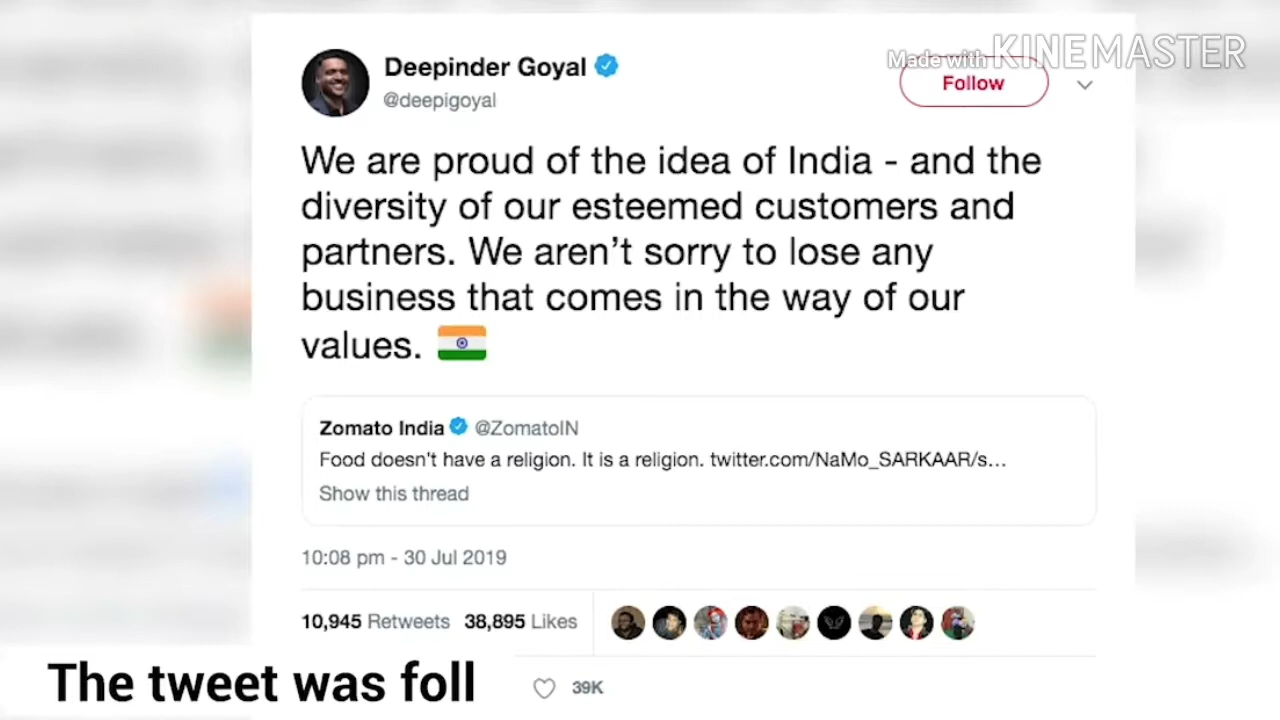 Made with KINEMASTER
Deepinder Goyal
@deepigoyal
Follow
We are proud of the idea of India - and the
diversity of our esteemed customers and
partners. We aren't sorry to lose any
business that comes in the way of our
values.
Zomato India @ZomatoIN
Food doesn't have a religion. It is a religion. twitter.com/NaMo_SARKAAR/s...
Show this thread
10:08 pm - 30 Jul 2019
10,945 Retweets 38,895 Likes
39K
The tweet was foll